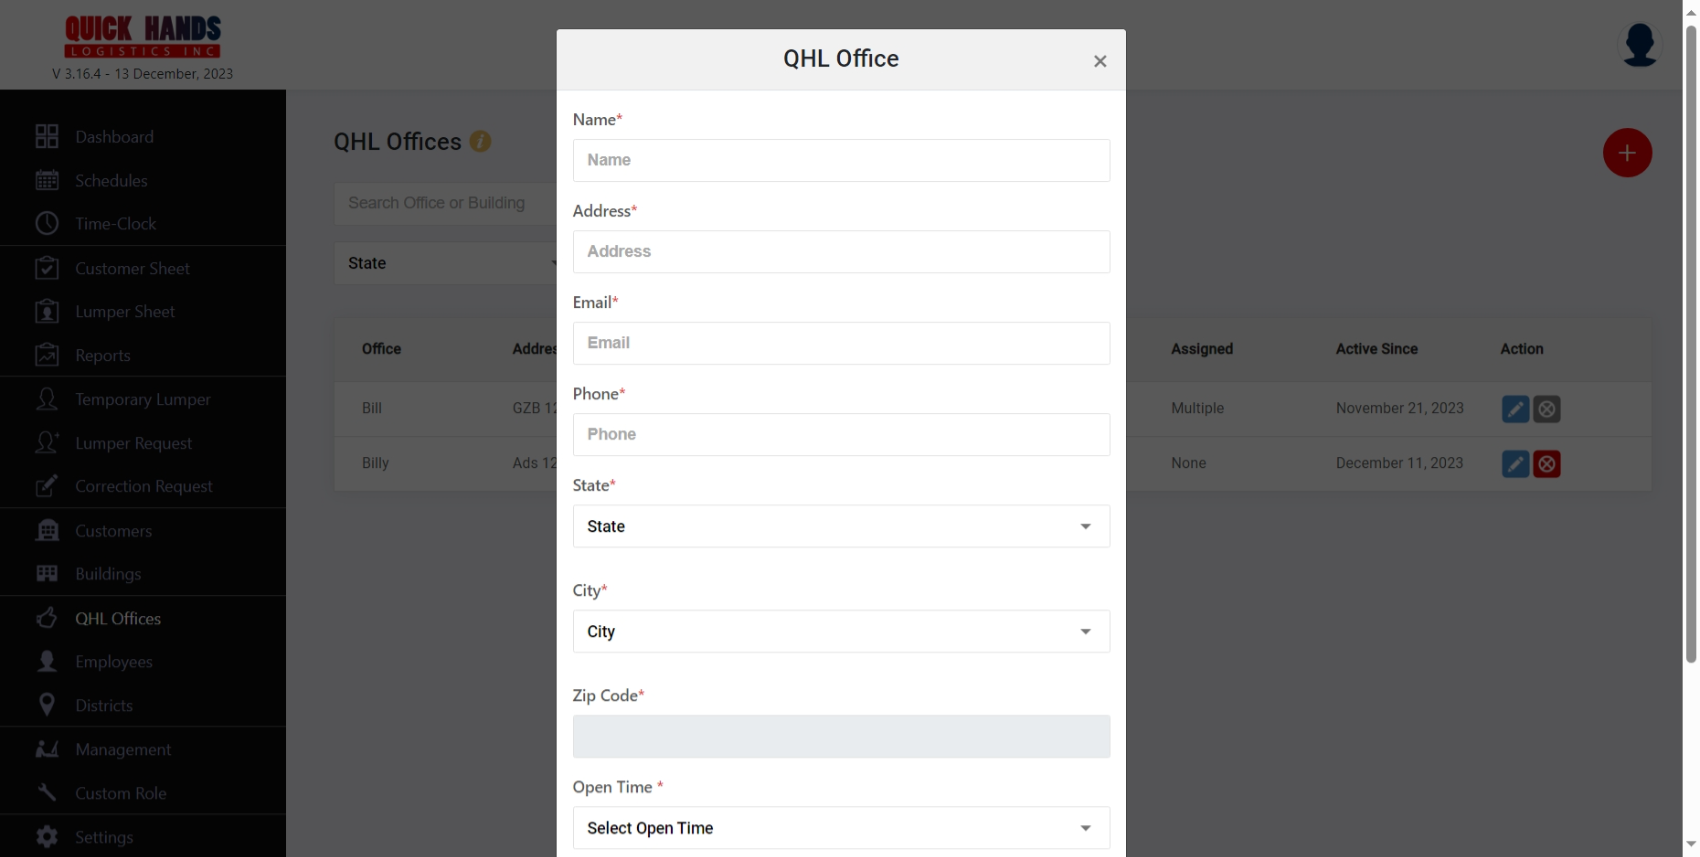 QUICK HANDS
LOGISTICS INC
V 3.16.4 - 13 December, 2023
Dashboard
Schedules
Time-Clock
Customer Sheet
Lumper Sheet
Reports
Temporary Lumper
Lumper Request
Correction Request
Customers
Buildings
QHL Offices
Employees
Districts
Management
Custom Role
Settings
QHL Offices i
Search Office or Building
State
Office Addres Assigned Active Since Action
Bill GZB 12 Multiple November 21, 2023
Billy Ads 12 None December 11, 2023
QHL Office ×
Name*
Name
Address*
Address
Email*
Email
Phone*
Phone
State*
State
City*
City
Zip Code*
Open Time *
Select Open Time